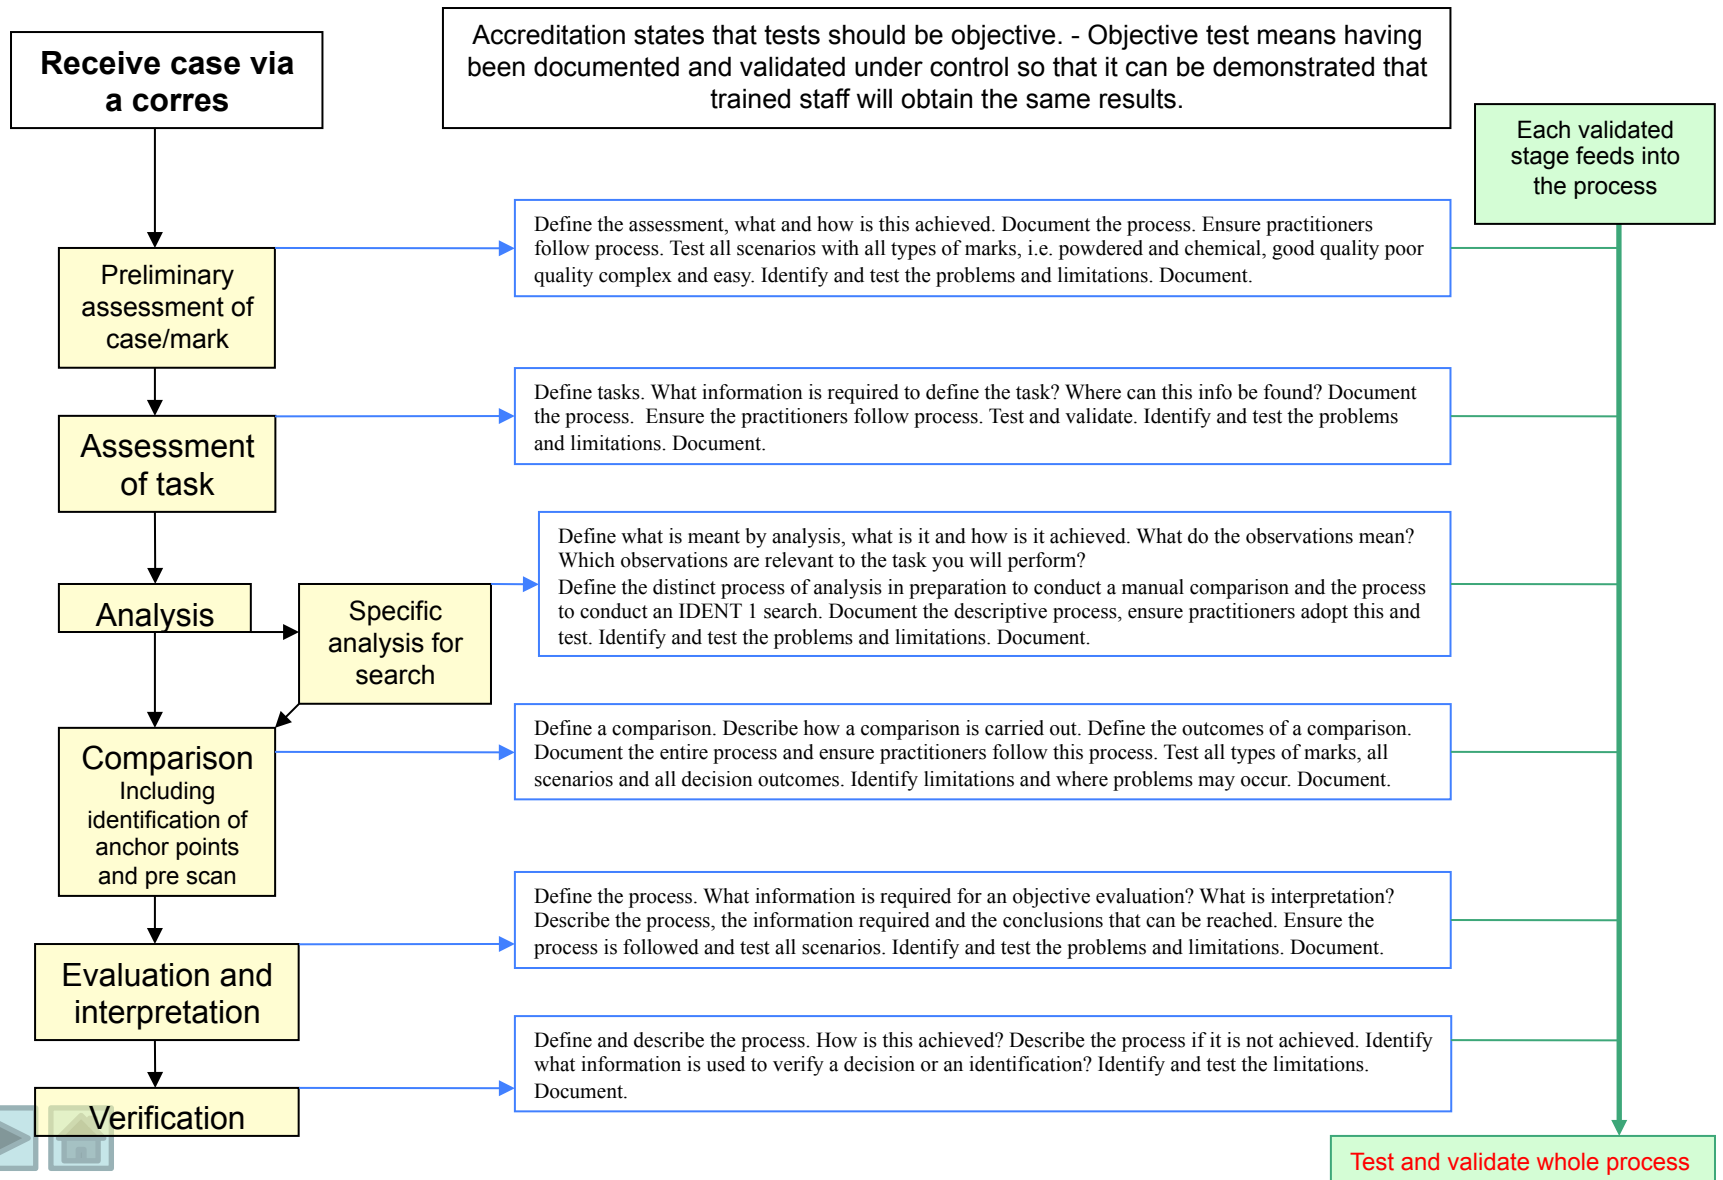 Receive case via
a corres
Accreditation states that tests should be objective. - Objective test means having
been documented and validated under control so that it can be demonstrated that
trained staff will obtain the same results.
Each validated
stage feeds into
the process
Preliminary
assessment of
case/mark
Define the assessment, what and how is this achieved. Document the process. Ensure practitioners
follow process. Test all scenarios with all types of marks, i.e. powdered and chemical, good quality poor
quality complex and easy. Identify and test the problems and limitations. Document.
Assessment
of task
Define tasks. What information is required to define the task? Where can this info be found? Document
the process. Ensure the practitioners follow process. Test and validate. Identify and test the problems
and limitations. Document.
Analysis
Specific
analysis for
search
Define what is meant by analysis, what is it and how is it achieved. What do the observations mean?
Which observations are relevant to the task you will perform?
Define the distinct process of analysis in preparation to conduct a manual comparison and the process
to conduct an IDENT 1 search. Document the descriptive process, ensure practitioners adopt this and
test. Identify and test the problems and limitations. Document.
Comparison
Including
identification of
anchor points
and pre scan
Define a comparison. Describe how a comparison is carried out. Define the outcomes of a comparison.
Document the entire process and ensure practitioners follow this process. Test all types of marks, all
scenarios and all decision outcomes. Identify limitations and where problems may occur. Document.
Evaluation and
interpretation
Define the process. What information is required for an objective evaluation? What is interpretation?
Describe the process, the information required and the conclusions that can be reached. Ensure the
process is followed and test all scenarios. Identify and test the problems and limitations. Document.
Verification
Define and describe the process. How is this achieved? Describe the process if it is not achieved. Identify
what information is used to verify a decision or an identification? Identify and test the limitations.
Document.
Test and validate whole process